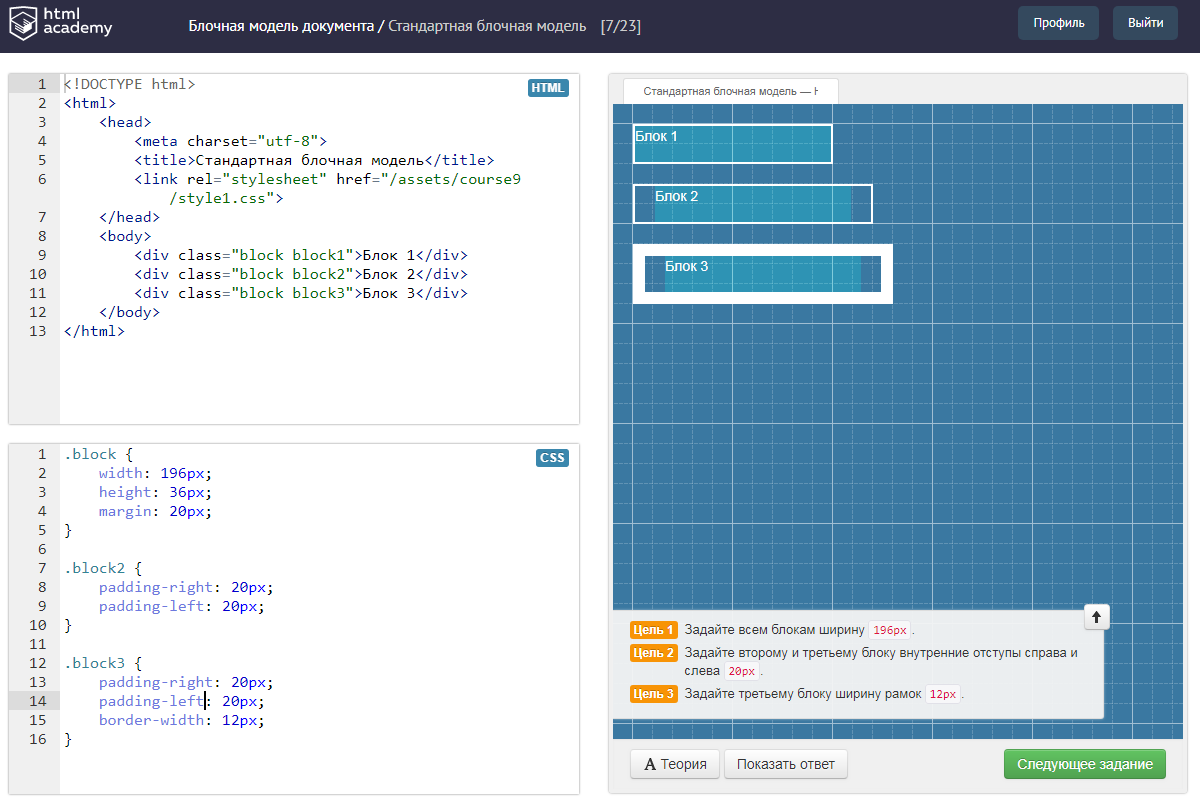 html
academy
Блочная модель документа / Стандартная блочная модель [7/23]
Профиль
Выйти
HTML
1 <!DOCTYPE html>
2 <html>
3 <head>
4 <meta charset="utf-8">
5 <title>Стандартная блочная модель</title>
6 <link rel="stylesheet" href="/assets/course9
/style1.css">
7 </head>
8 <body>
9 <div class="block block1">Блок 1</div>
10 <div class="block block2">Блок 2</div>
11 <div class="block block3">Блок 3</div>
12 </body>
13 </html>
CSS
1 .block {
2 width: 196px;
3 height: 36px;
4 margin: 20px;
5 }
6
7 .block2 {
8 padding-right: 20px;
9 padding-left: 20px;
10 }
11
12 .block3 {
13 padding-right: 20px;
14 padding-left: 20px;
15 border-width: 12px;
16 }
Стандартная блочная модель —
Блок 1
Блок 2
Блок 3
Цель 1 Задайте всем блокам ширину 196px.
Цель 2 Задайте второму и третьему блоку внутренние отступы справа и
слева 20px.
Цель 3 Задайте третьему блоку ширину рамок 12px.
A Теория
Показать ответ
Следующее задание